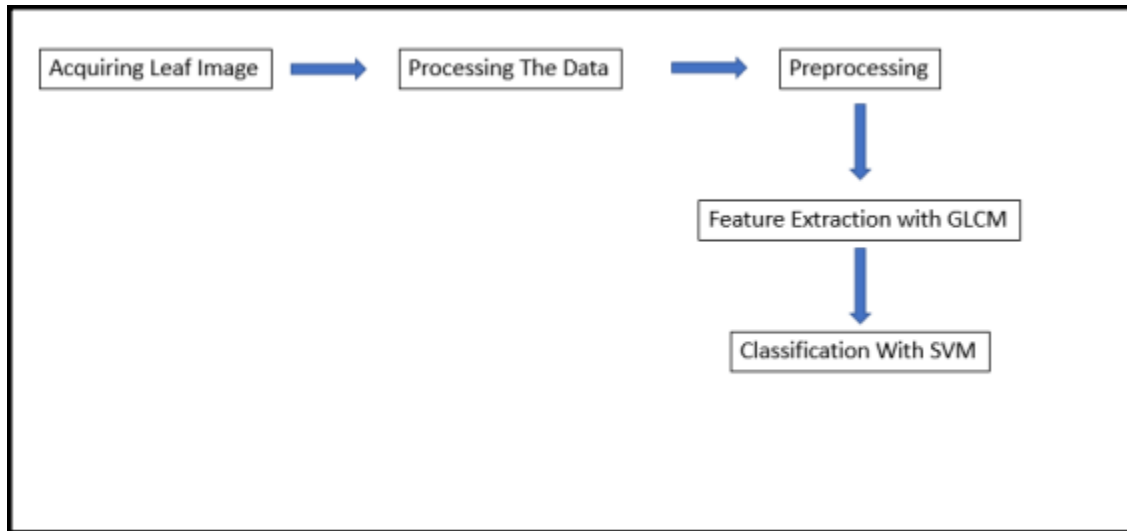 Acquiring Leaf Image
Processing The Data
Preprocessing
Feature Extraction with GLCM
Classification With SVM